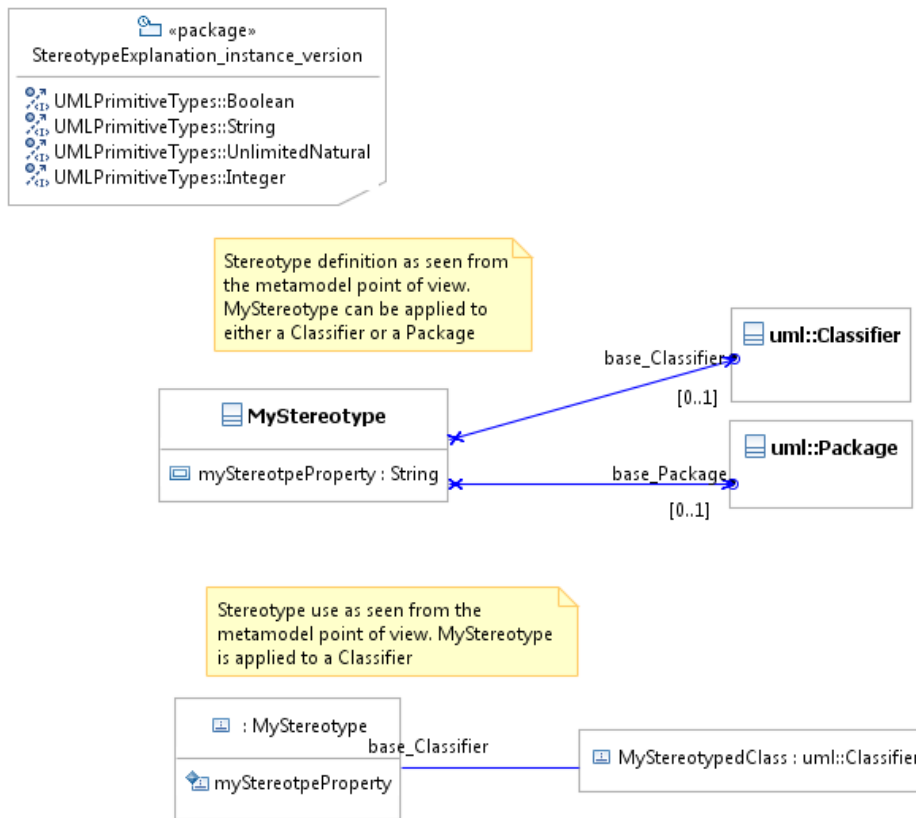 «package»
StereotypeExplanation_instance_version
UMLPrimitiveTypes::Boolean
UMLPrimitiveTypes::String
UMLPrimitiveTypes::UnlimitedNatural
UMLPrimitiveTypes::Integer
Stereotype definition as seen from
the metamodel point of view.
MyStereotype can be applied to
either a Classifier or a Package
uml::Classifier
base_Classifier
[0..1]
MyStereotype
myStereotpeProperty : String
uml::Package
base_Package
[0..1]
Stereotype use as seen from the
metamodel point of view. MyStereotype
is applied to a Classifier
: MyStereotype
base_Classifier
myStereotpeProperty
MyStereotypedClass : uml::Classifier